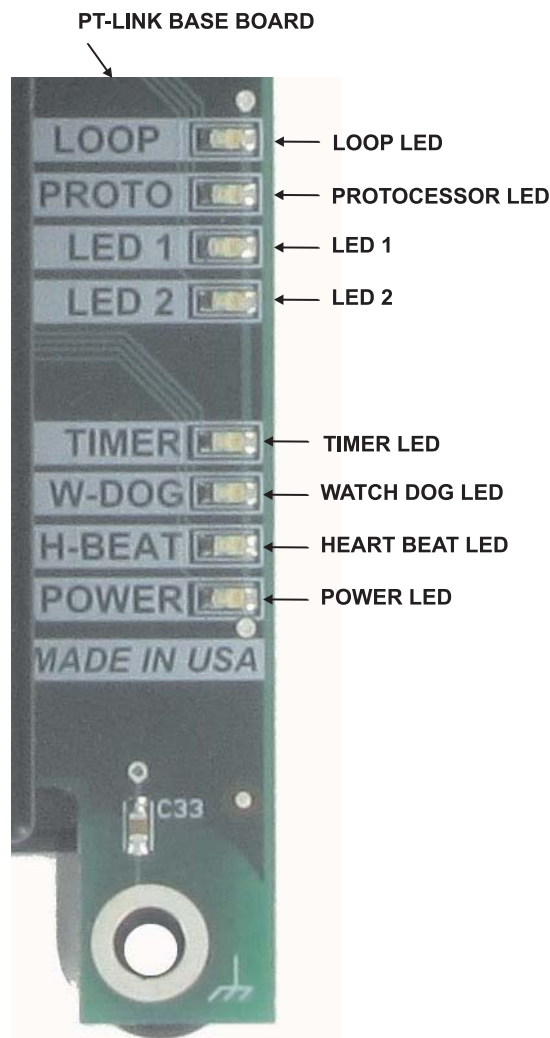 PT-LINK BASE BOARD
LOOP LOOP LED
PROTO PROTOCESSOR LED
LED 1 LED 1
LED 2 LED 2
TIMER TIMER LED
W-DOG WATCH DOG LED
H-BEAT HEART BEAT LED
POWER POWER LED
MADE IN USA
C33